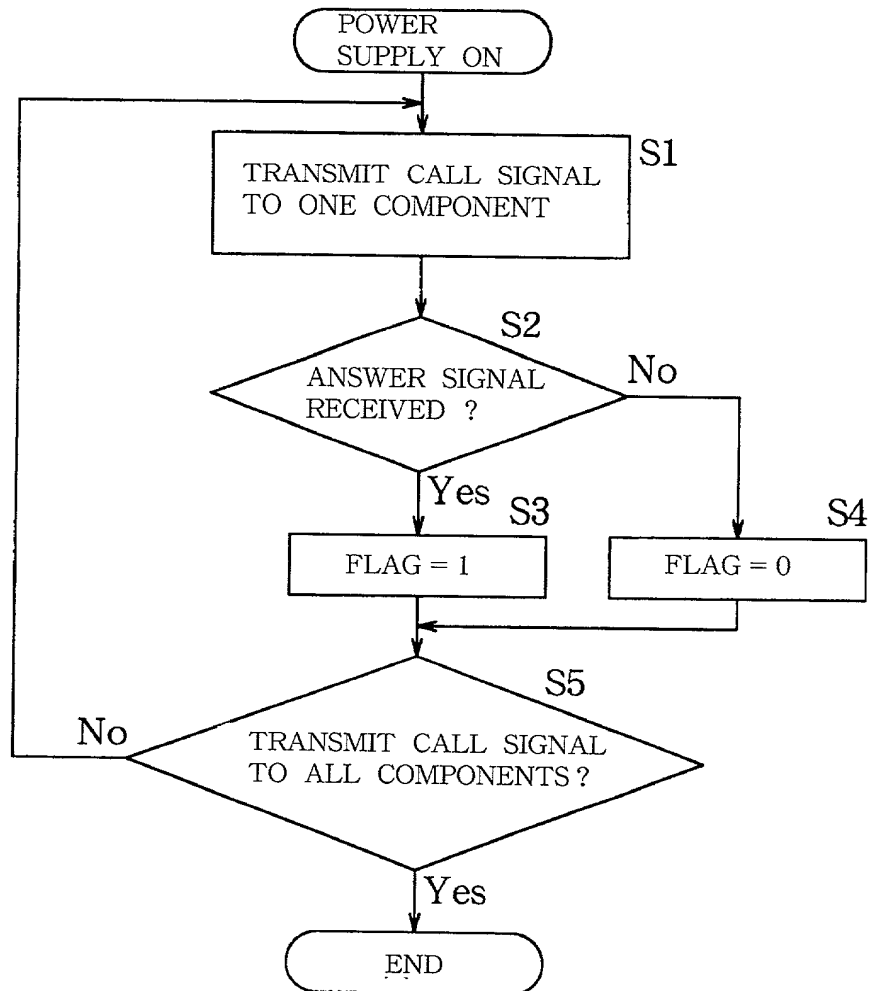 POWER
SUPPLY ON
S1
TRANSMIT CALL SIGNAL
TO ONE COMPONENT
S2
No
ANSWER SIGNAL
RECEIVED ?
Yes
S3
S4
FLAG = 1
FLAG = 0
S5
No
TRANSMIT CALL SIGNAL
TO ALL COMPONENTS ?
Yes
END